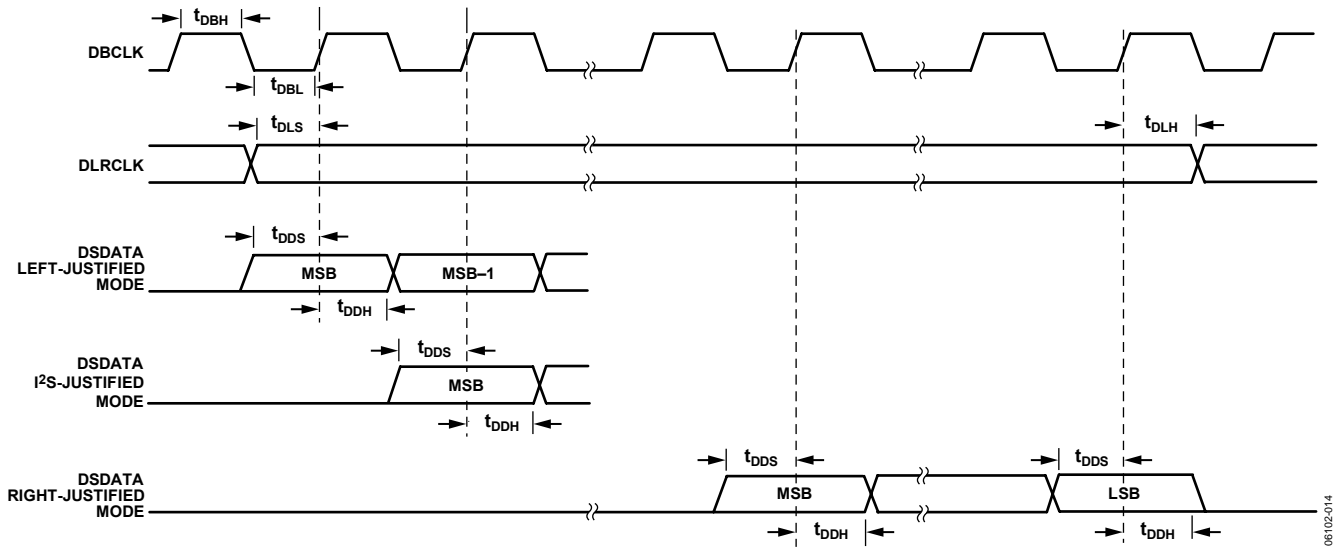 tDBH
DBCLK
tDBL
tDLS
tDLH
DLRCLK
tDDS
DSDATA
LEFT-JUSTIFIED
MODE
MSB
MSB–1
tDDH
tDDS
DSDATA
I2S-JUSTIFIED
MODE
MSB
tDDH
tDDS
tDDS
DSDATA
RIGHT-JUSTIFIED
MODE
MSB
LSB
tDDH
tDDH
06102-014